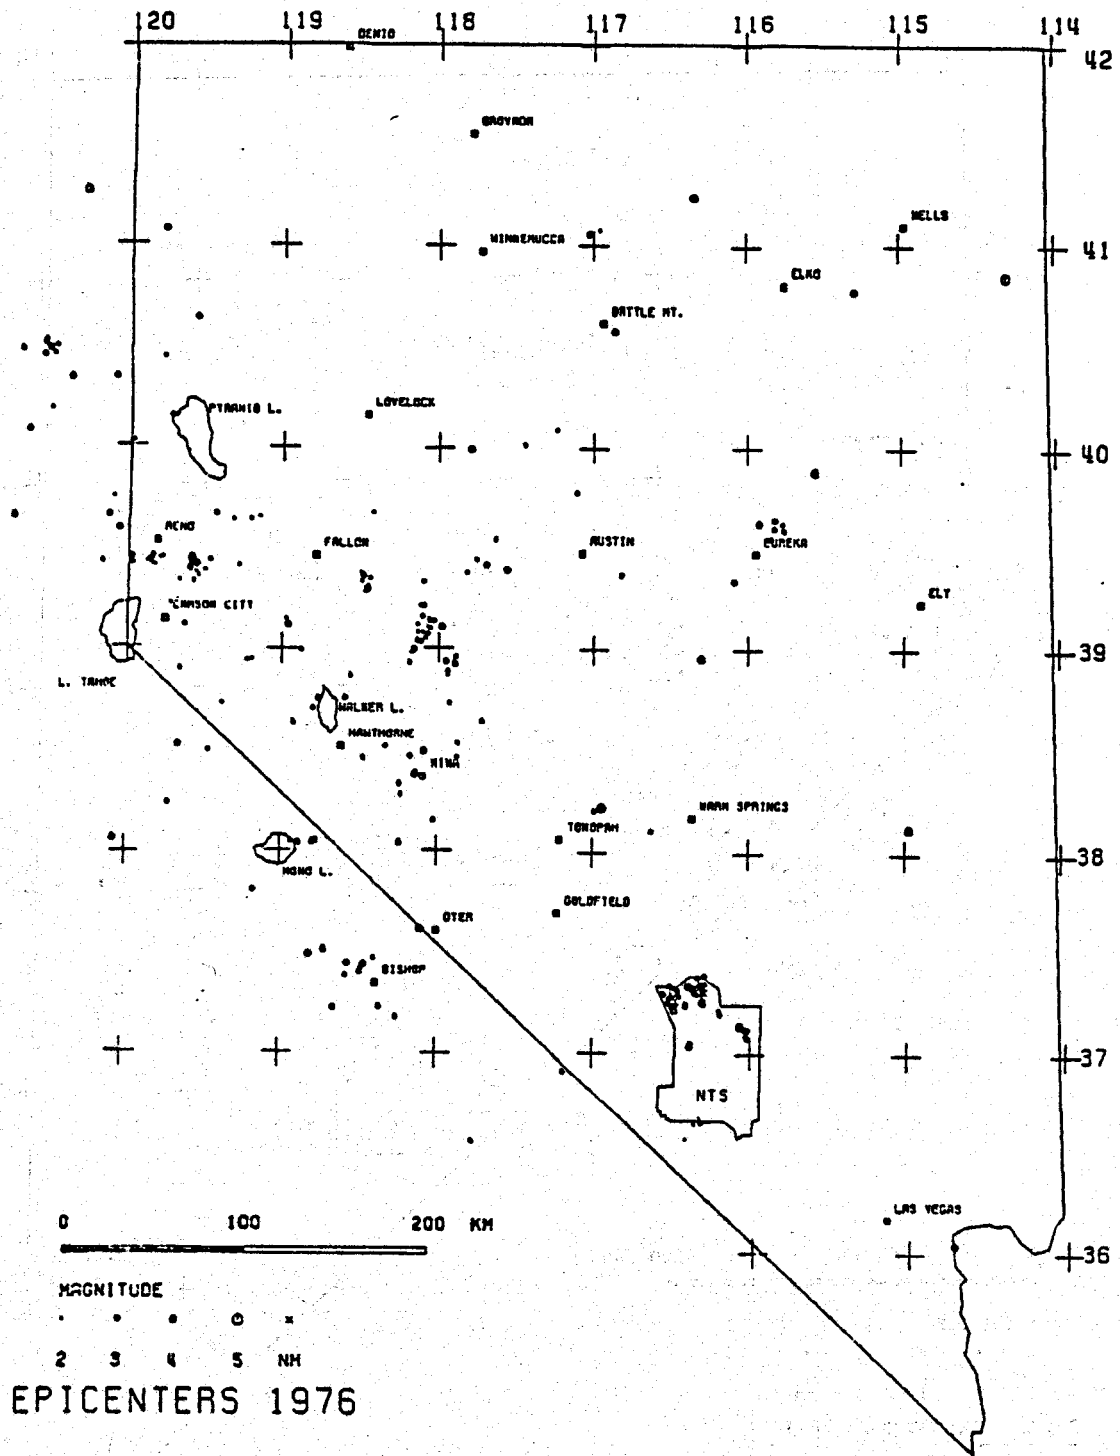 120 119 118 117 116 115 114
DENIO
42
OROVADA
WELLS
WINNEMUCCA
41
ELKO
BATTLE MT.
PYRAMID L.
LOVELOCK
40
RENO
FALLON
AUSTIN
EUREKA
CARSON CITY
ELY
39
L. TAHOE
WALKER L.
HAWTHORNE
MINA
WARM SPRINGS
TONOPAH
38
MONO L.
GOLDFIELD
DYER
BISHOP
37
NTS
LAS VEGAS
0 100 200 KM
36
MAGNITUDE
2 3 4 5 NM
EPICENTERS 1976